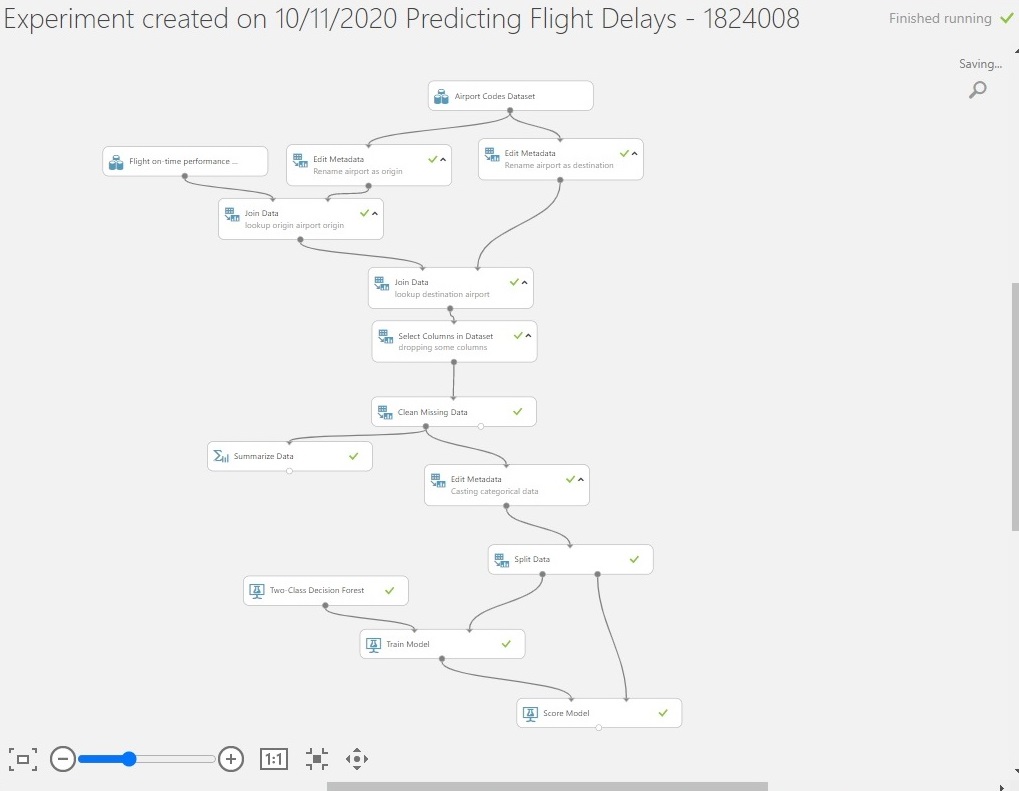 Experiment created on 10/11/2020 Predicting Flight Delays - 1824008
Finished running
Saving...
Airport Codes Dataset
Flight on-time performance ...
Edit Metadata
Rename airport as origin
Edit Metadata
Rename airport as destination
Join Data
lookup origin airport origin
Join Data
lookup destination airport
Select Columns in Dataset
dropping some columns
Clean Missing Data
Summarize Data
Edit Metadata
Casting categorical data
Split Data
Two-Class Decision Forest
Train Model
Score Model
1:1